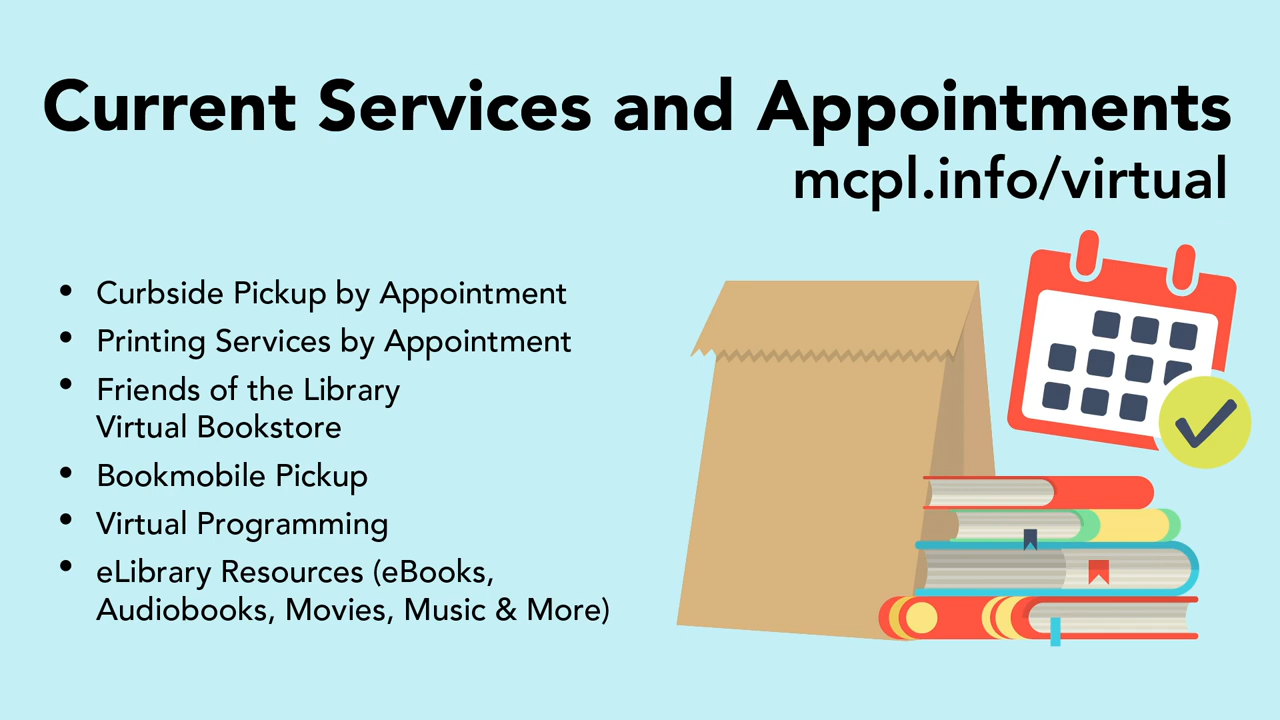 Current Services and Appointments
mcpl.info/virtual
• Curbside Pickup by Appointment
• Printing Services by Appointment
• Friends of the Library
Virtual Bookstore
• Bookmobile Pickup
• Virtual Programming
• eLibrary Resources (eBooks,
Audiobooks, Movies, Music & More)